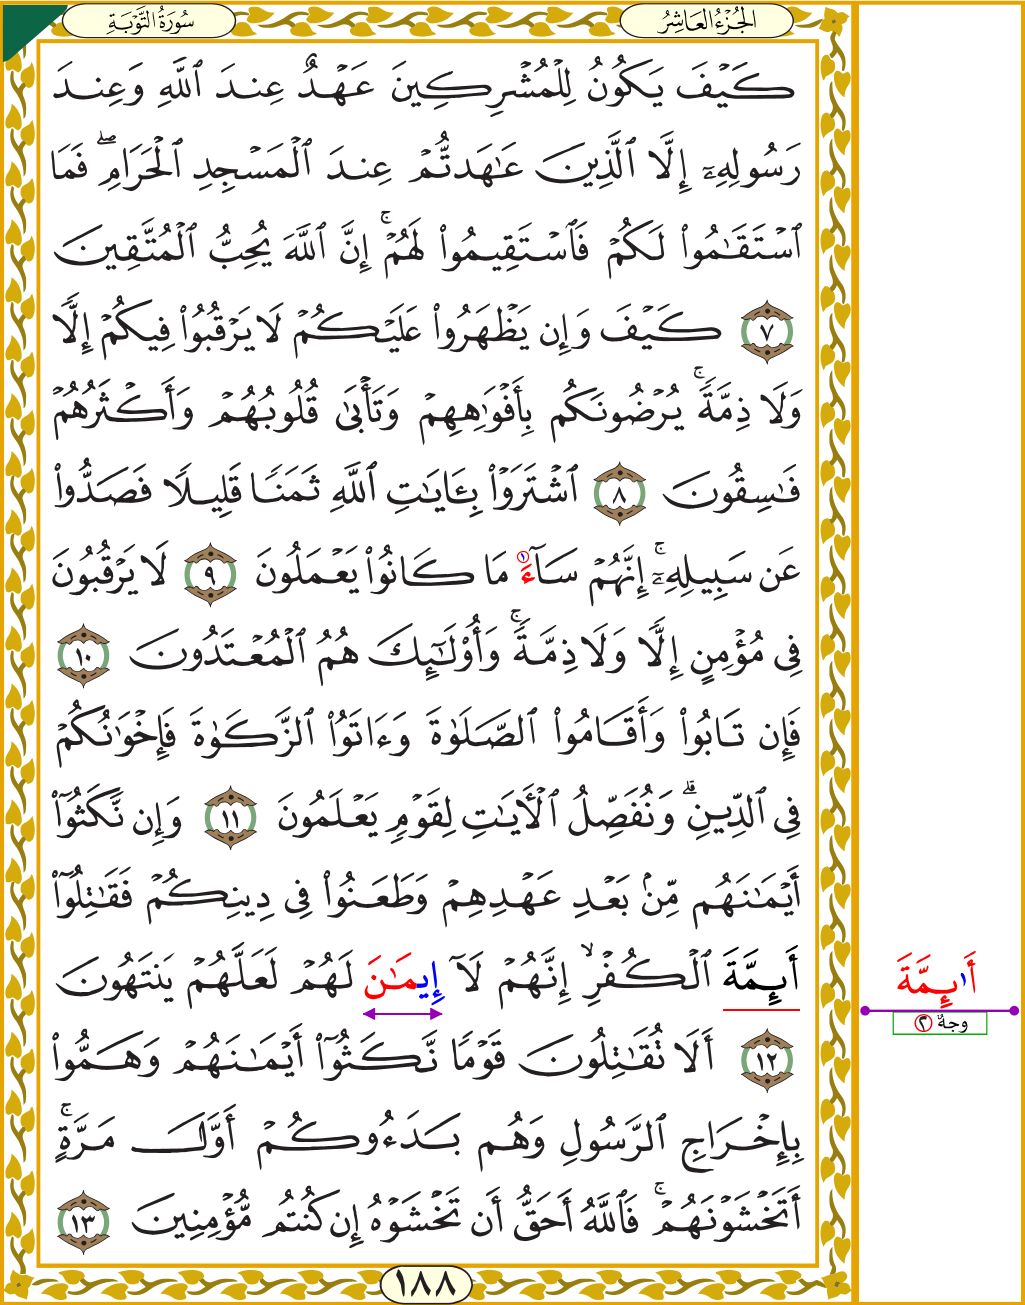 سُورَةُ التَّوْبَةِ
الجُزْءُ العَاشِرُ
كَيْفَ يَكُونُ لِلْمُشْرِكِينَ عَهْدٌ عِندَ ٱللَّهِ وَعِندَ
رَسُولِهِۦٓ إِلَّا ٱلَّذِينَ عَٰهَدتُّمْ عِندَ ٱلْمَسْجِدِ ٱلْحَرَامِۖ فَمَا
ٱسْتَقَٰمُوا۟ لَكُمْ فَٱسْتَقِيمُوا۟ لَهُمْۚ إِنَّ ٱللَّهَ يُحِبُّ ٱلْمُتَّقِينَ
٧ كَيْفَ وَإِن يَظْهَرُوا۟ عَلَيْكُمْ لَا يَرْقُبُوا۟ فِيكُمْ إِلًّا
وَلَا ذِمَّةًۚ يُرْضُونَكُم بِأَفْوَٰهِهِمْ وَتَأْبَىٰ قُلُوبُهُمْ وَأَكْثَرُهُمْ
فَٰسِقُونَ ٨ ٱشْتَرَوْا۟ بِـَٔايَٰتِ ٱللَّهِ ثَمَنًا قَلِيلًا فَصَدُّوا۟
عَن سَبِيلِهِۦٓۚ إِنَّهُمْ سَآءَ ١ مَا كَانُوا۟ يَعْمَلُونَ ٩ لَا يَرْقُبُونَ
فِى مُؤْمِنٍ إِلًّا وَلَا ذِمَّةًۚ وَأُو۟لَٰٓئِكَ هُمُ ٱلْمُعْتَدُونَ ١٠
فَإِن تَابُوا۟ وَأَقَامُوا۟ ٱلصَّلَوٰةَ وَءَاتَوُا۟ ٱلزَّكَوٰةَ فَإِخْوَٰنُكُمْ
فِى ٱلدِّينِۗ وَنُفَصِّلُ ٱلْـَٔايَٰتِ لِقَوْمٍ يَعْلَمُونَ ١١ وَإِن نَّكَثُوٓا۟
أَيْمَٰنَهُم مِّنۢ بَعْدِ عَهْدِهِمْ وَطَعَنُوا۟ فِى دِينِكُمْ فَقَٰتِلُوٓا۟
أَئِمَّةَ ٱلْكُفْرِۙ إِنَّهُمْ لَآ إِيمَٰنَ لَهُمْ لَعَلَّهُمْ يَنتَهُونَ
أَا۬يِٕمَّةَ
وجهٌ ٢
١٢ أَلَا تُقَٰتِلُونَ قَوْمًا نَّكَثُوٓا۟ أَيْمَٰنَهُمْ وَهَمُّوا۟
بِإِخْرَاجِ ٱلرَّسُولِ وَهُم بَدَءُوكُمْ أَوَّلَ مَرَّةٍۚ
أَتَخْشَوْنَهُمْۚ فَٱللَّهُ أَحَقُّ أَن تَخْشَوْهُ إِن كُنتُم مُّؤْمِنِينَ ١٣
١٨٨